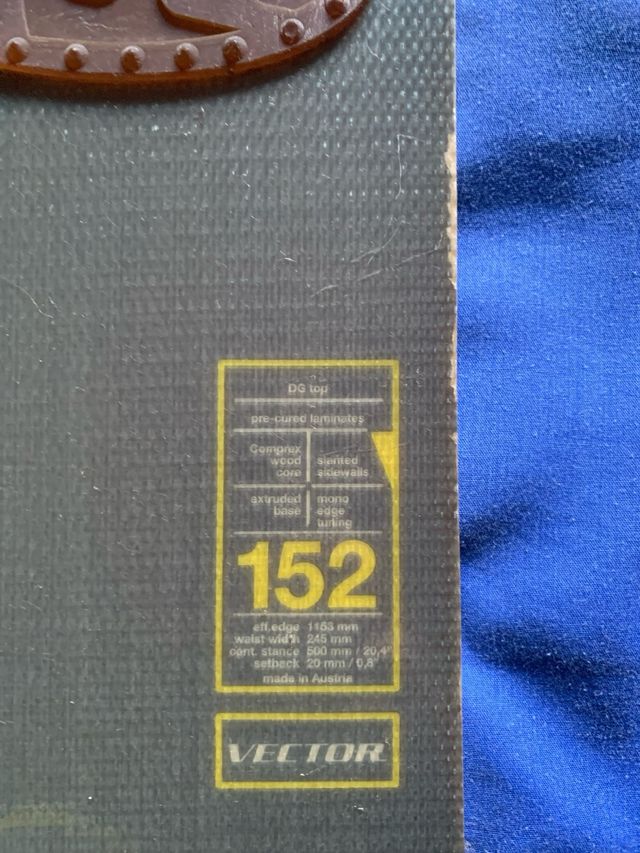 DG top
pre-cured laminates
Comprex wood core
slanted sidewalls
extruded base
mono edge tuning
152
eff.edge 1153 mm
waist width 245 mm
cent. stance 500 mm / 20,4"
setback 20 mm / 0,8"
made in Austria
VECTOR